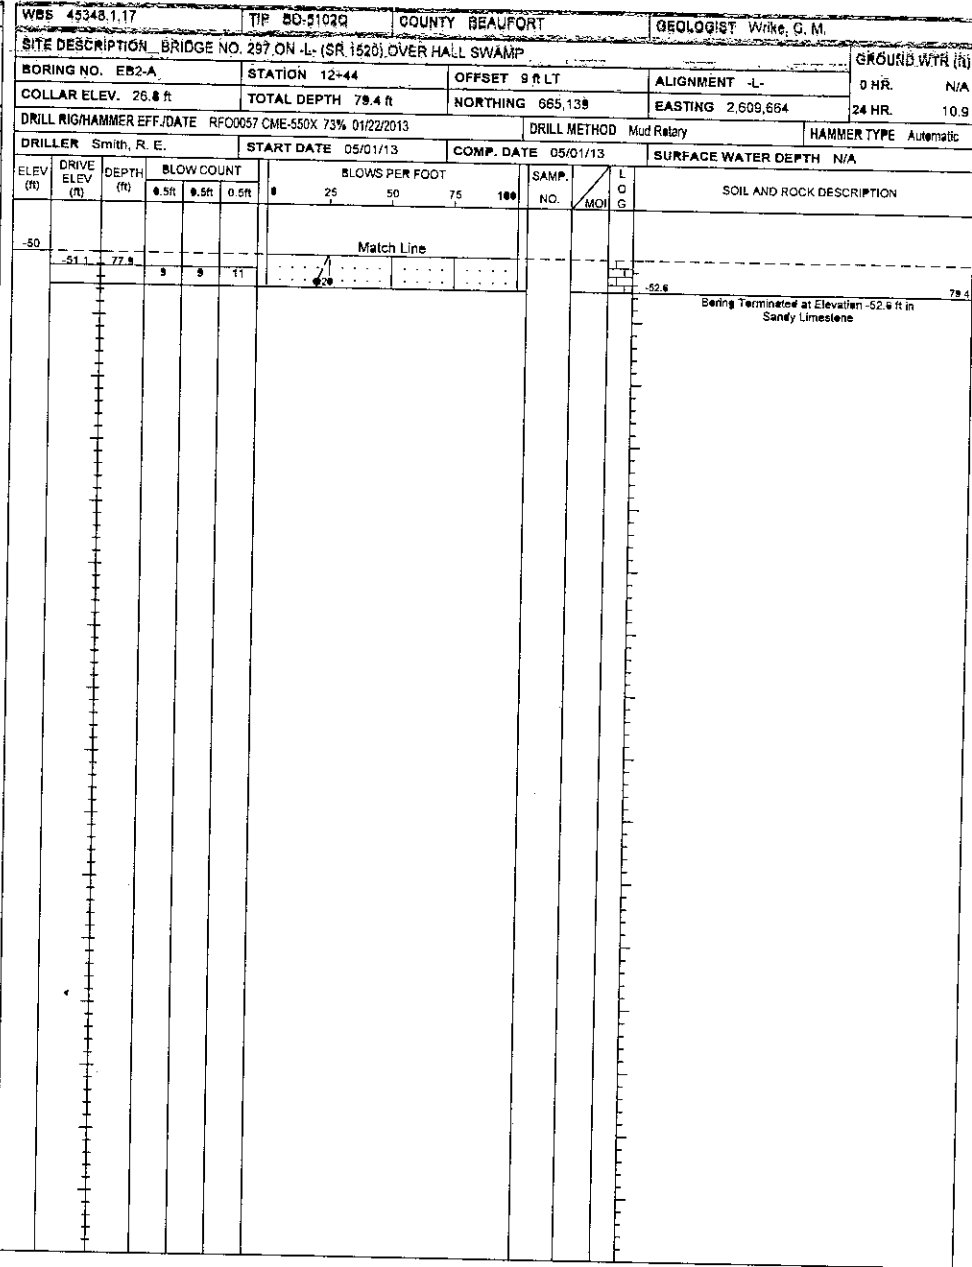 WBS 45348.1.17 TIP BD-5102Q COUNTY BEAUFORT GEOLOGIST Wrike, G. M.
SITE DESCRIPTION BRIDGE NO. 297 ON -L- (SR 1520) OVER HALL SWAMP GROUND WTR (ft)
BORING NO. EB2-A STATION 12+44 OFFSET 9 ft LT ALIGNMENT -L- 0 HR. N/A
COLLAR ELEV. 26.8 ft TOTAL DEPTH 79.4 ft NORTHING 665,139 EASTING 2,609,664 24 HR. 10.9
DRILL RIG/HAMMER EFF./DATE RFO0057 CME-550X 73% 01/22/2013 DRILL METHOD Mud Rotary HAMMER TYPE Automatic
DRILLER Smith, R. E. START DATE 05/01/13 COMP. DATE 05/01/13 SURFACE WATER DEPTH N/A
ELEV (ft) DRIVE ELEV (ft) DEPTH (ft) BLOW COUNT BLOWS PER FOOT SAMP. NO. MOI LOG SOIL AND ROCK DESCRIPTION
0.5ft 0.5ft 0.5ft 0 25 50 75 100
-50 Match Line
-51.1 77.9
9 9 11 20
-52.6 79.4
Boring Terminated at Elevation -52.6 ft in
Sandy Limestone